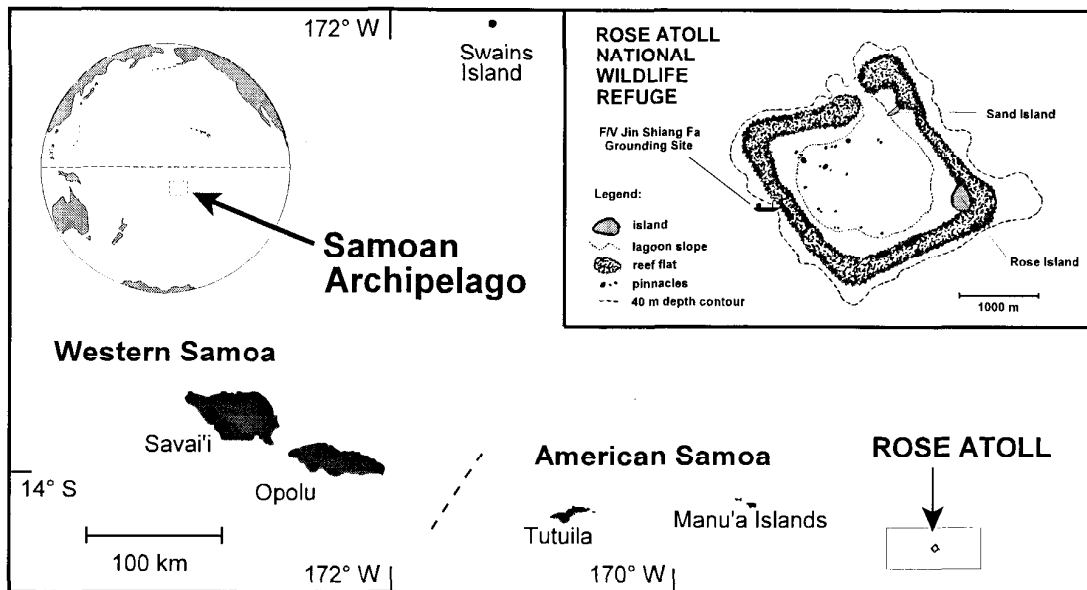 172° W
Swains
Island
Samoan
Archipelago
ROSE ATOLL
NATIONAL
WILDLIFE
REFUGE
F/V Jin Shiang Fa
Grounding Site
Sand Island
Legend:
island
lagoon slope
reef flat
pinnacles
40 m depth contour
Rose Island
1000 m
Western Samoa
Savai'i
Opolu
American Samoa
ROSE ATOLL
14° S
Tutuila
Manu'a Islands
100 km
172° W
170° W